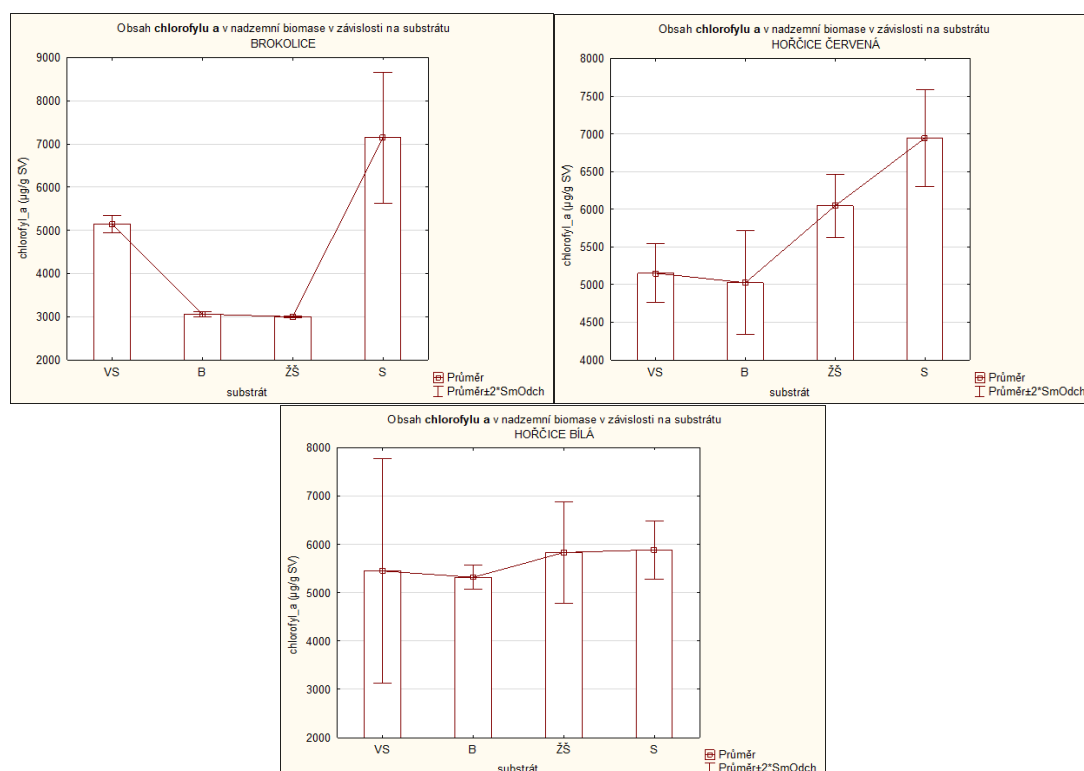 Obsah chlorofylu a v nadzemní biomase v závislosti na substrátu
BROKOLICE
9000
8000
7000
6000
5000
4000
3000
2000
chlorofyl_a (µg/g SV)
VS B ŽŠ S
substrát
Průměr
Průměr±2*SmOdch
Obsah chlorofylu a v nadzemní biomase v závislosti na substrátu
HOŘČICE ČERVENÁ
8000
7500
7000
6500
6000
5500
5000
4500
4000
chlorofyl_a (µg/g SV)
VS B ŽŠ S
substrát
Průměr
Průměr±2*SmOdch
Obsah chlorofylu a v nadzemní biomase v závislosti na substrátu
HOŘČICE BÍLÁ
8000
7000
6000
5000
4000
3000
2000
chlorofyl_a (µg/g SV)
VS B ŽŠ S
substrát
Průměr
Průměr±2*SmOdch